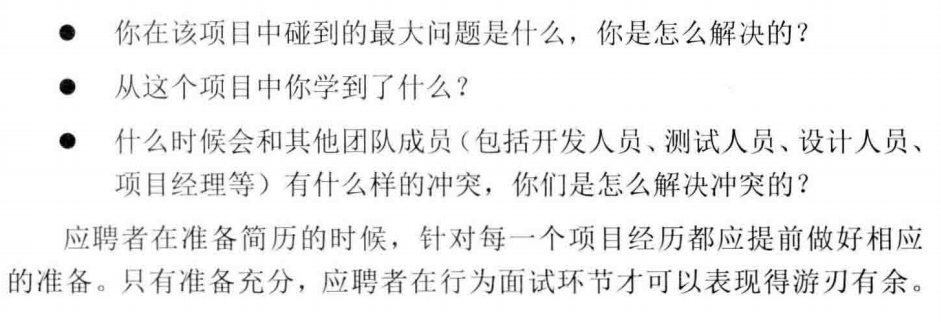 ● 你在该项目中碰到的最大问题是什么，你是怎么解决的？
● 从这个项目中你学到了什么？
● 什么时候会和其他团队成员（包括开发人员、测试人员、设计人员、
项目经理等）有什么样的冲突，你们是怎么解决冲突的？
应聘者在准备简历的时候，针对每一个项目经历都应提前做好相应
的准备。只有准备充分，应聘者在行为面试环节才可以表现得游刃有余。